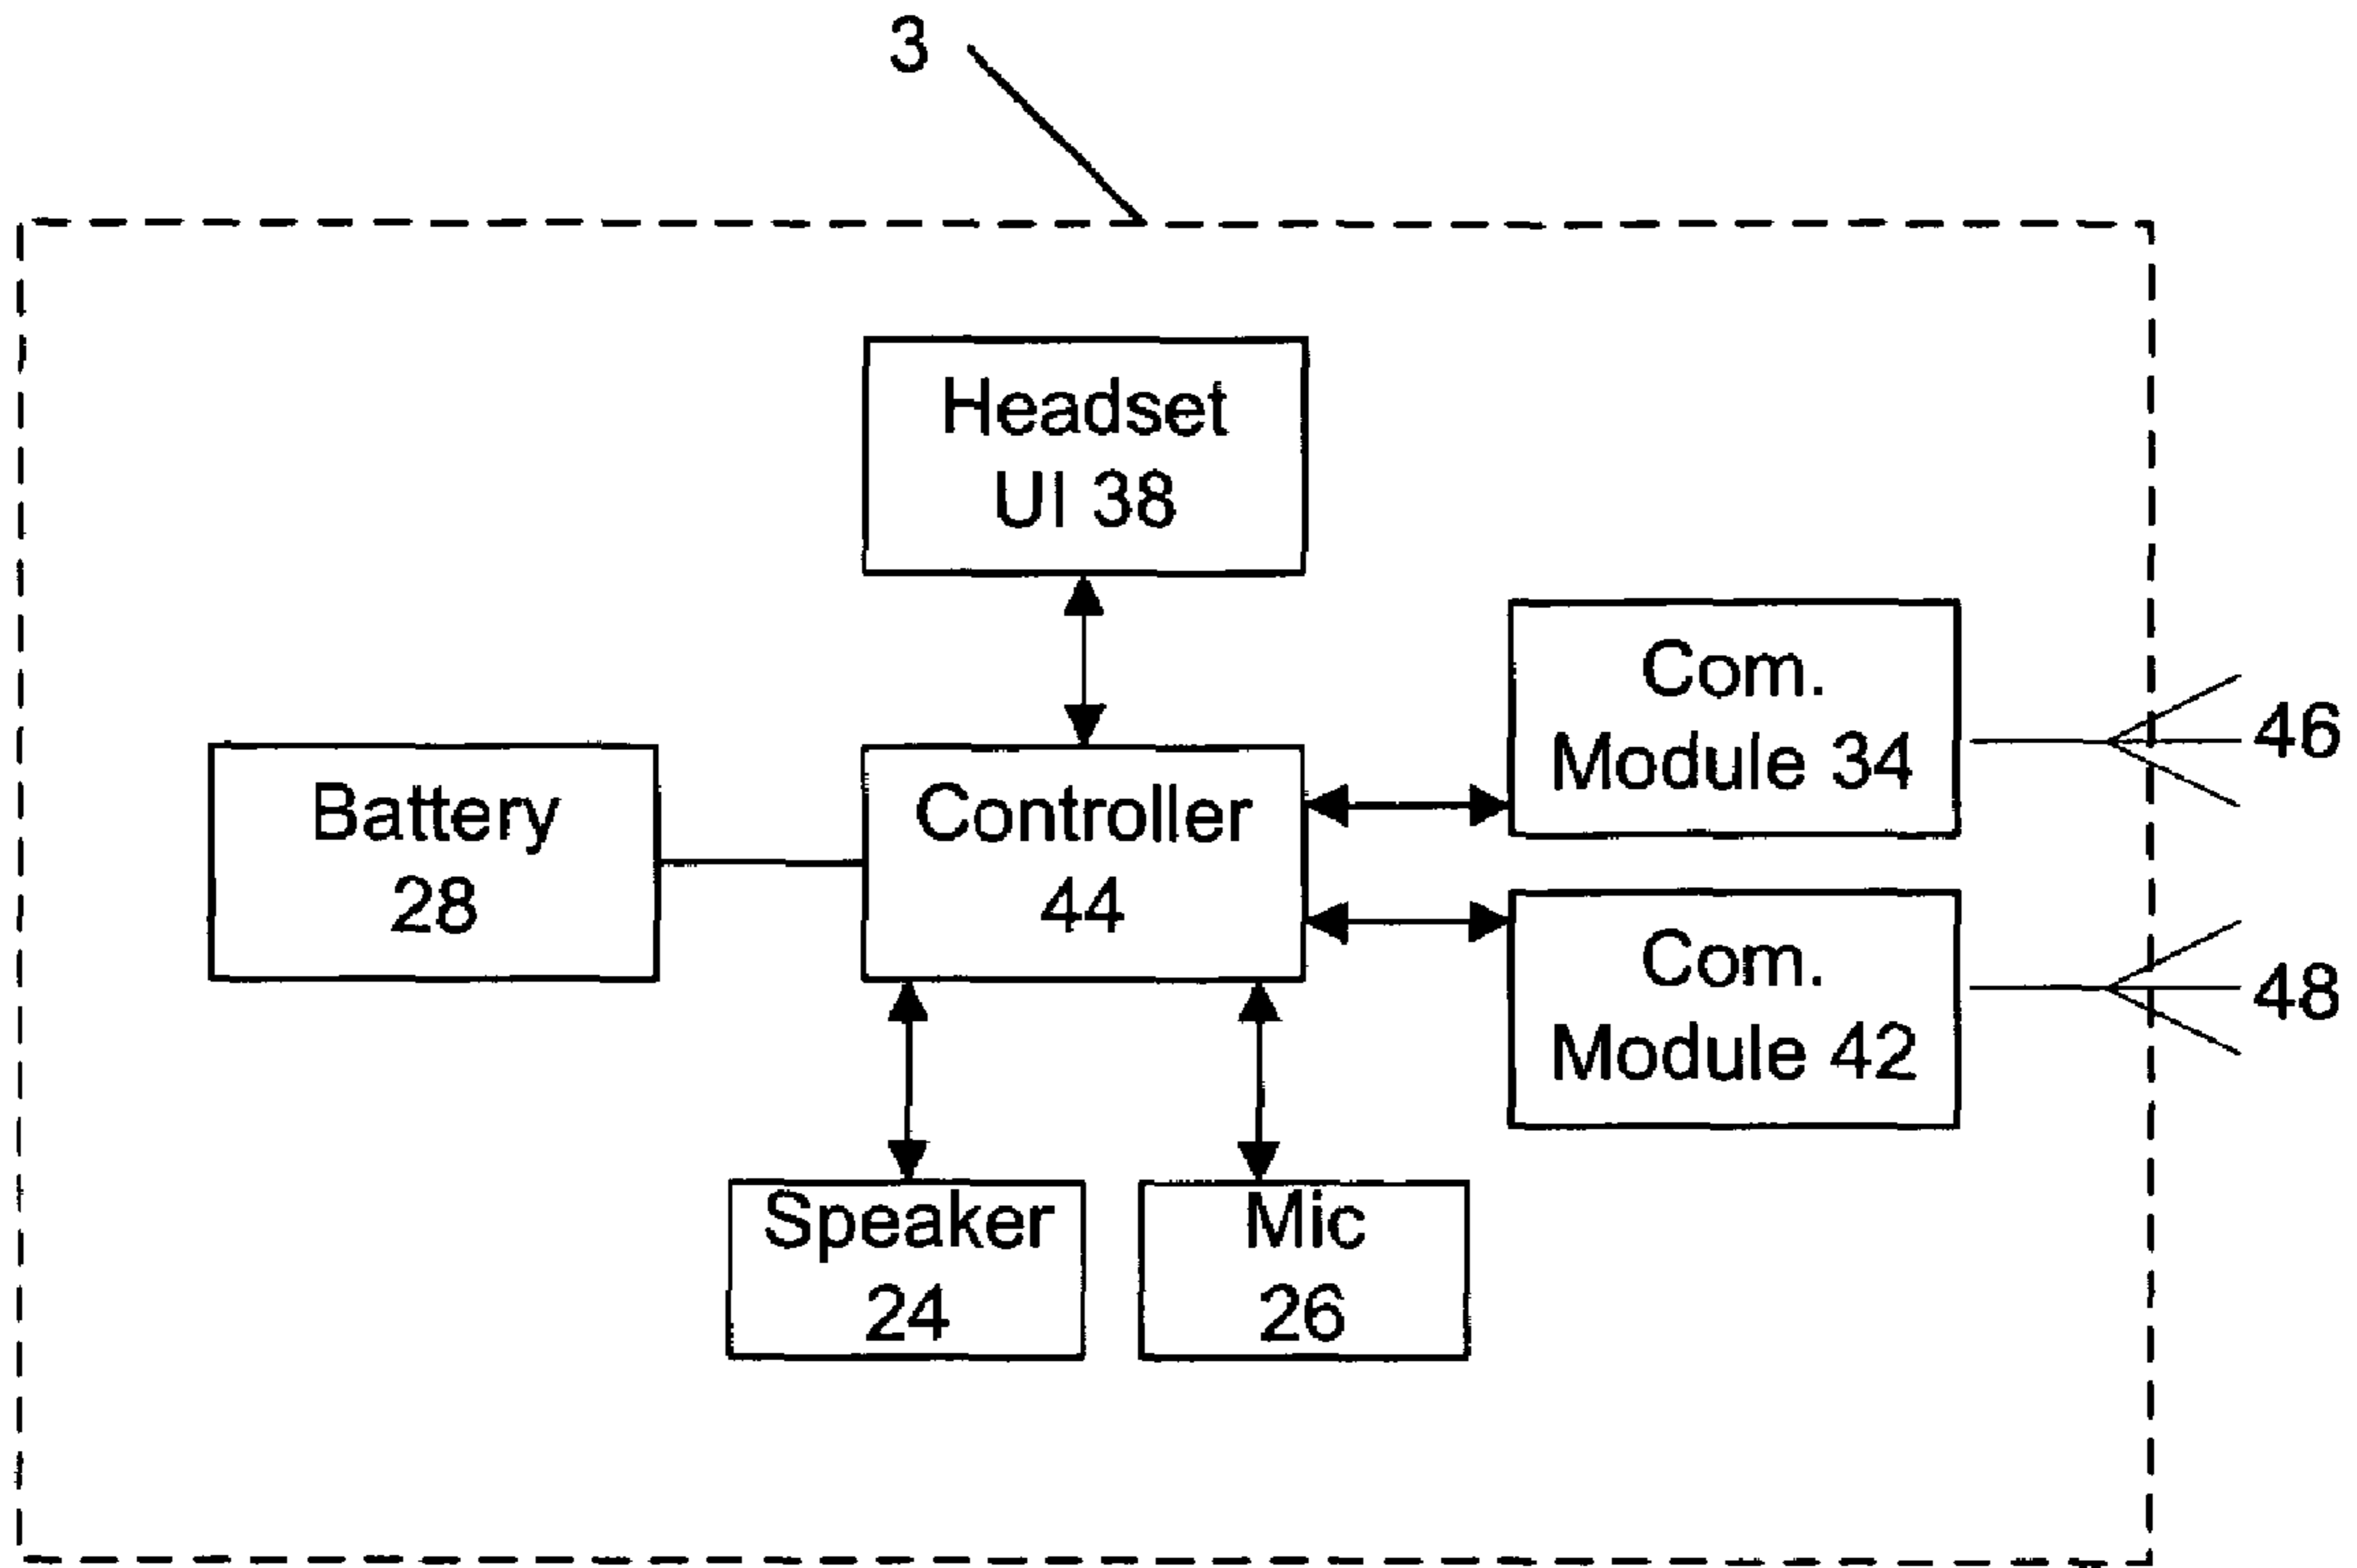 3
Headset
UI 38
Com.
Module 34
46
Battery
28
Controller
44
Com.
Module 42
48
Speaker
24
Mic
26